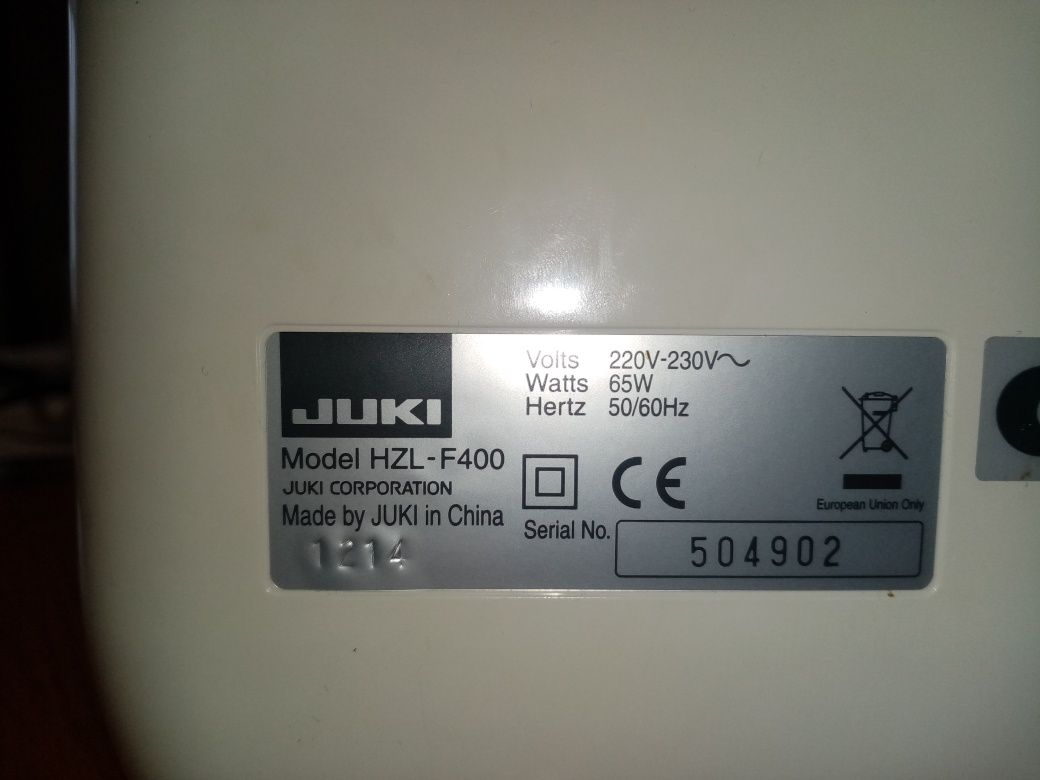 JUKI
Model HZL-F400
JUKI CORPORATION
Made by JUKI in China
1214
Volts 220V-230V~
Watts 65W
Hertz 50/60Hz
CE
European Union Only
Serial No. 504902